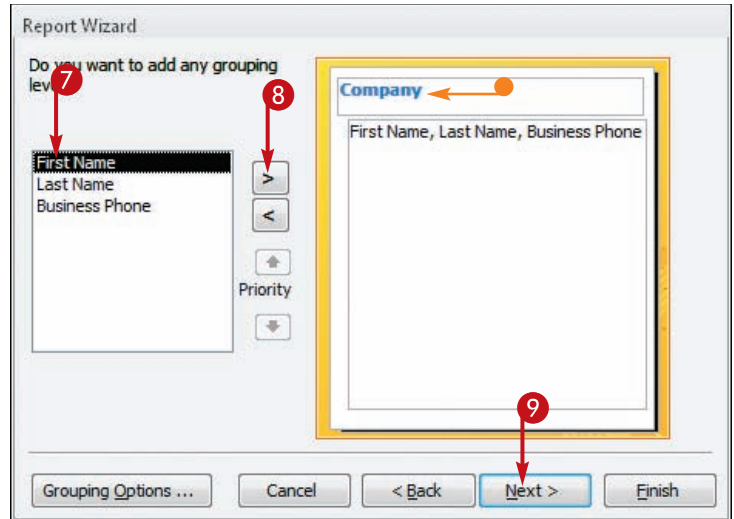 Report Wizard
Do you want to add any grouping
lev
7
8
Company
First Name, Last Name, Business Phone
First Name
Last Name
Business Phone
>
<
Priority
9
Grouping Options ...
Cancel
< Back
Next >
Finish